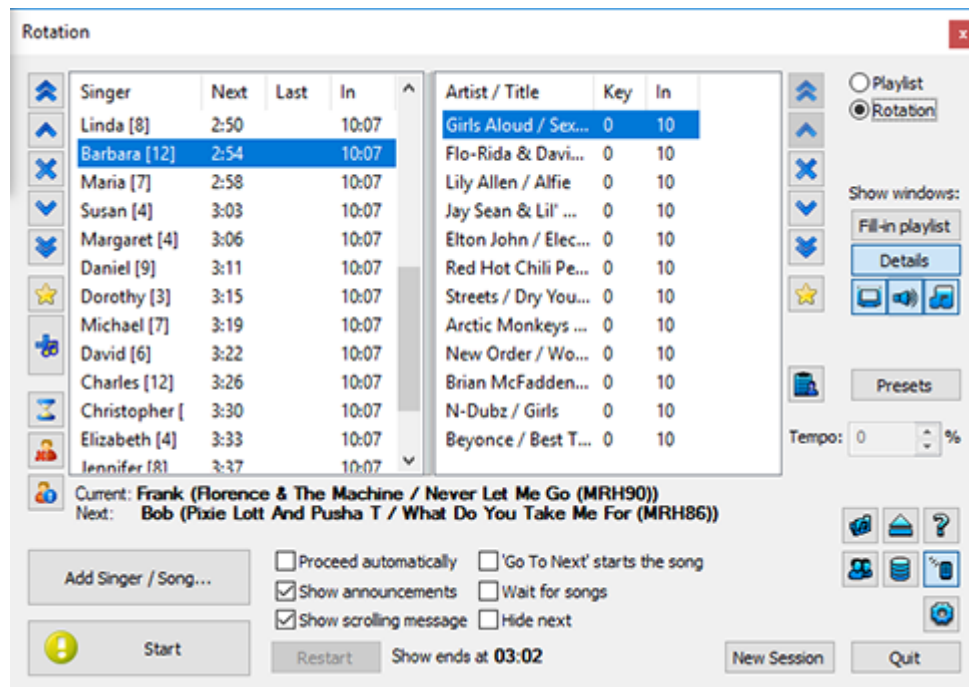 Rotation
x
Singer Next Last In
Linda [8] 2:50 10:07
Barbara [12] 2:54 10:07
Maria [7] 2:58 10:07
Susan [4] 3:03 10:07
Margaret [4] 3:06 10:07
Daniel [9] 3:11 10:07
Dorothy [3] 3:15 10:07
Michael [7] 3:19 10:07
David [6] 3:22 10:07
Charles [12] 3:26 10:07
Christopher [ 3:30 10:07
Elizabeth [4] 3:33 10:07
Jennifer [8] 3:37 10:07
Artist / Title Key In
Girls Aloud / Sex... 0 10
Flo-Rida & Davi... 0 10
Lily Allen / Alfie 0 10
Jay Sean & Lil' ... 0 10
Elton John / Elec... 0 10
Red Hot Chili Pe... 0 10
Streets / Dry You... 0 10
Arctic Monkeys ... 0 10
New Order / Wo... 0 10
Brian McFadden... 0 10
N-Dubz / Girls 0 10
Beyonce / Best T... 0 10
Playlist
Rotation
Show windows:
Fill-in playlist
Details
Presets
Tempo: 0 %
Current: Frank (Florence & The Machine / Never Let Me Go (MRH90))
Next: Bob (Pixie Lott And Pusha T / What Do You Take Me For (MRH86))
Add Singer / Song...
Proceed automatically 'Go To Next' starts the song
Show announcements Wait for songs
Show scrolling message Hide next
Start
Restart Show ends at 03:02 New Session Quit
?